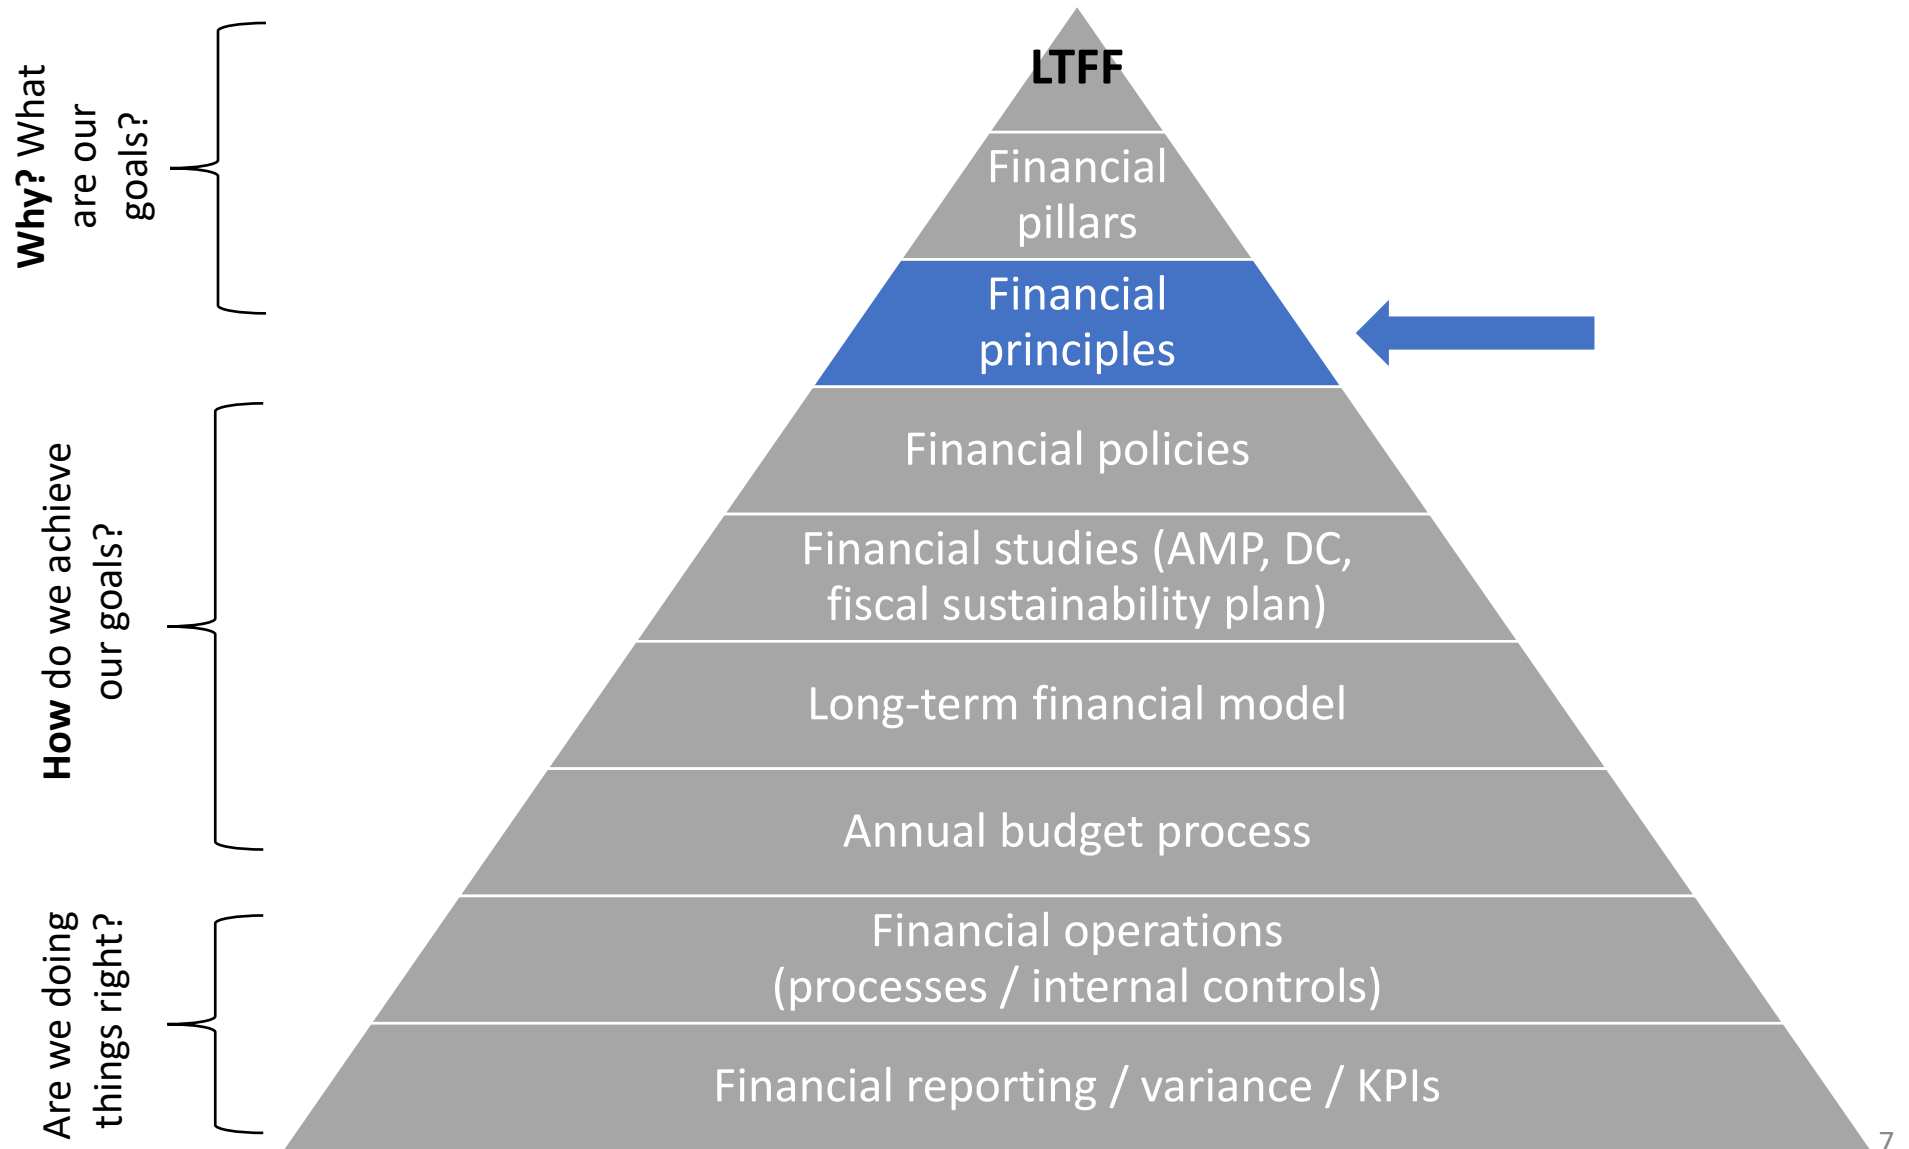 Why? What
are our
goals?
LTFF
Financial
pillars
Financial
principles
How do we achieve
our goals?
Financial policies
Financial studies (AMP, DC,
fiscal sustainability plan)
Long-term financial model
Annual budget process
Are we doing
things right?
Financial operations
(processes / internal controls)
Financial reporting / variance / KPIs
7